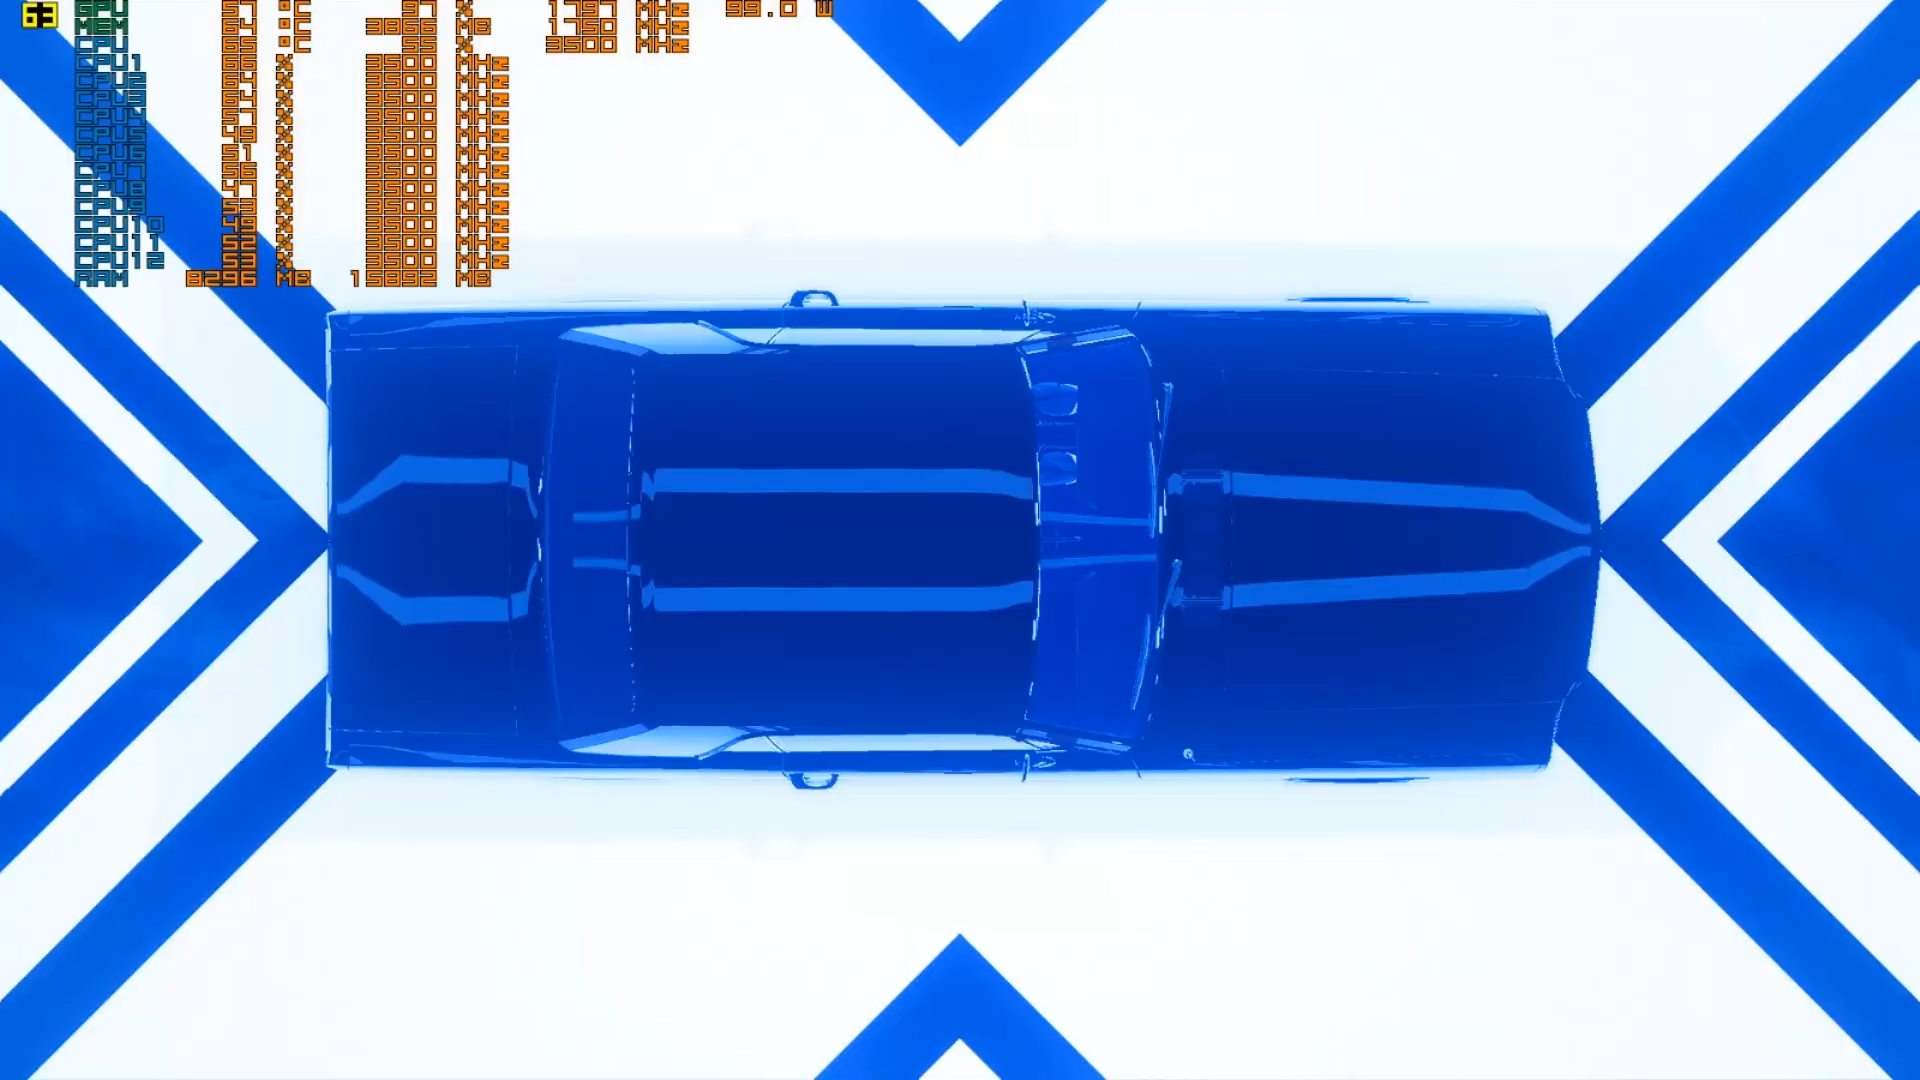 63 GPU 57 °C 97 % 1797 MHz 99.0 W
MEM 64 °C 3866 MB 1750 MHz
CPU 65 °C 55 % 3500 MHz
CPU1 66 % 3500 MHz
CPU2 64 % 3500 MHz
CPU3 64 % 3500 MHz
CPU4 57 % 3500 MHz
CPU5 49 % 3500 MHz
CPU6 51 % 3500 MHz
CPU7 56 % 3500 MHz
CPU8 47 % 3500 MHz
CPU9 53 % 3500 MHz
CPU10 49 % 3500 MHz
CPU11 52 % 3500 MHz
CPU12 53 % 3500 MHz
RAM 8296 MB 15892 MB